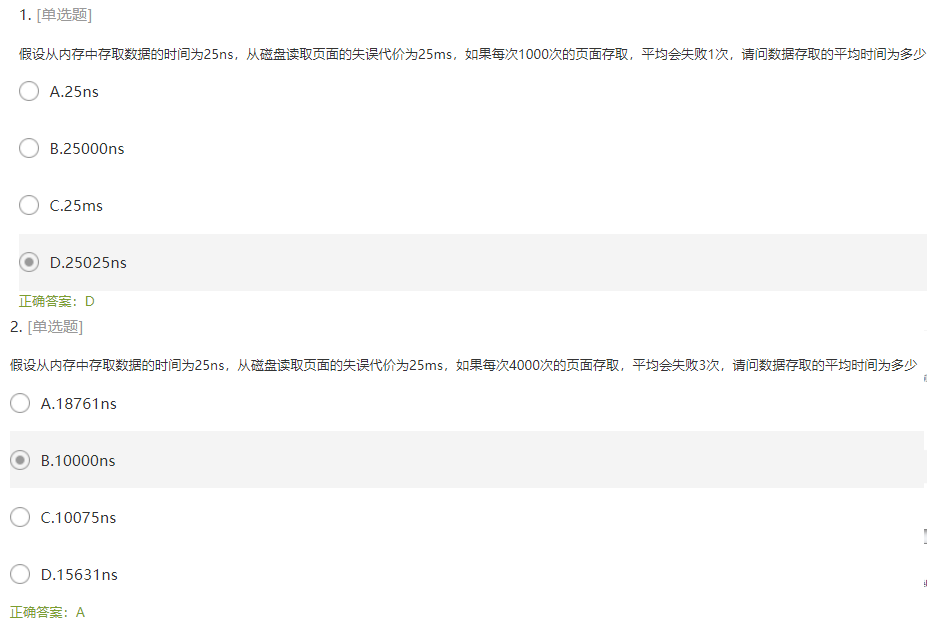 1. [单选题]
假设从内存中存取数据的时间为25ns，从磁盘读取页面的失误代价为25ms，如果每次1000次的页面存取，平均会失败1次，请问数据存取的平均时间为多少
A.25ns
B.25000ns
C.25ms
D.25025ns
正确答案：D
2. [单选题]
假设从内存中存取数据的时间为25ns，从磁盘读取页面的失误代价为25ms，如果每次4000次的页面存取，平均会失败3次，请问数据存取的平均时间为多少
A.18761ns
B.10000ns
C.10075ns
D.15631ns
正确答案：A